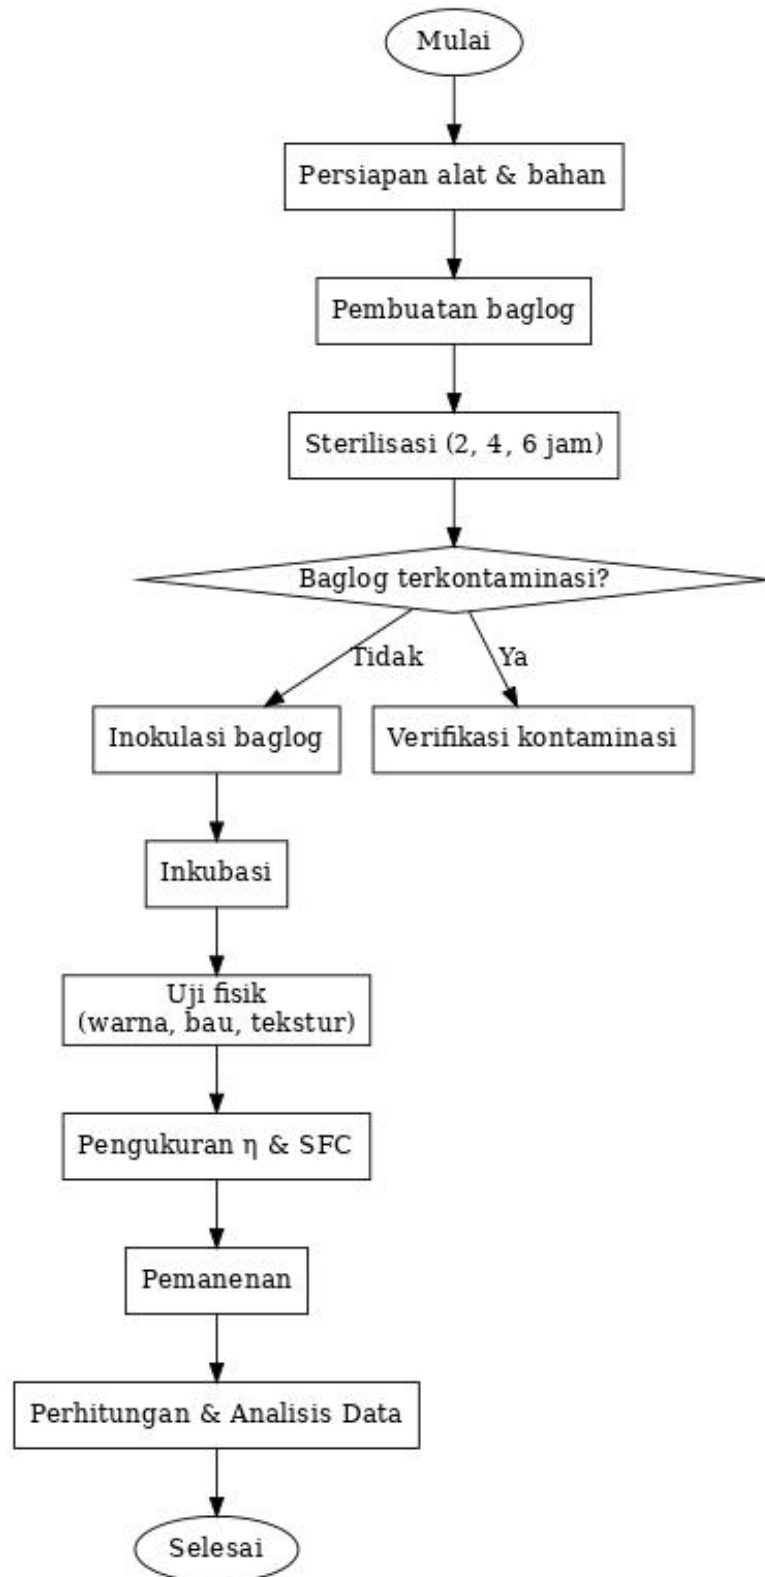 Mulai
Persiapan alat & bahan
Pembuatan baglog
Sterilisasi (2, 4, 6 jam)
Baglog terkontaminasi?
Tidak
Ya
Inokulasi baglog
Verifikasi kontaminasi
Inkubasi
Uji fisik
(warna, bau, tekstur)
Pengukuran η & SFC
Pemanenan
Perhitungan & Analisis Data
Selesai